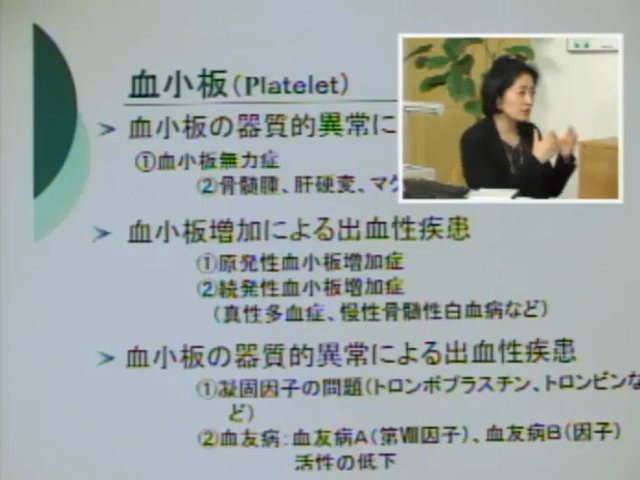 血小板（Platelet）
➢ 血小板の器質的異常に
①血小板無力症
②骨髄腫、肝硬変、マク
➢ 血小板増加による出血性疾患
①原発性血小板増加症
②続発性血小板増加症
（真性多血症、慢性骨髄性白血病など）
➢ 血小板の器質的異常による出血性疾患
①凝固因子の問題（トロンボプラスチン、トロンビンな
ど）
②血友病：血友病A（第Ⅷ因子）、血友病B（因子）
活性の低下